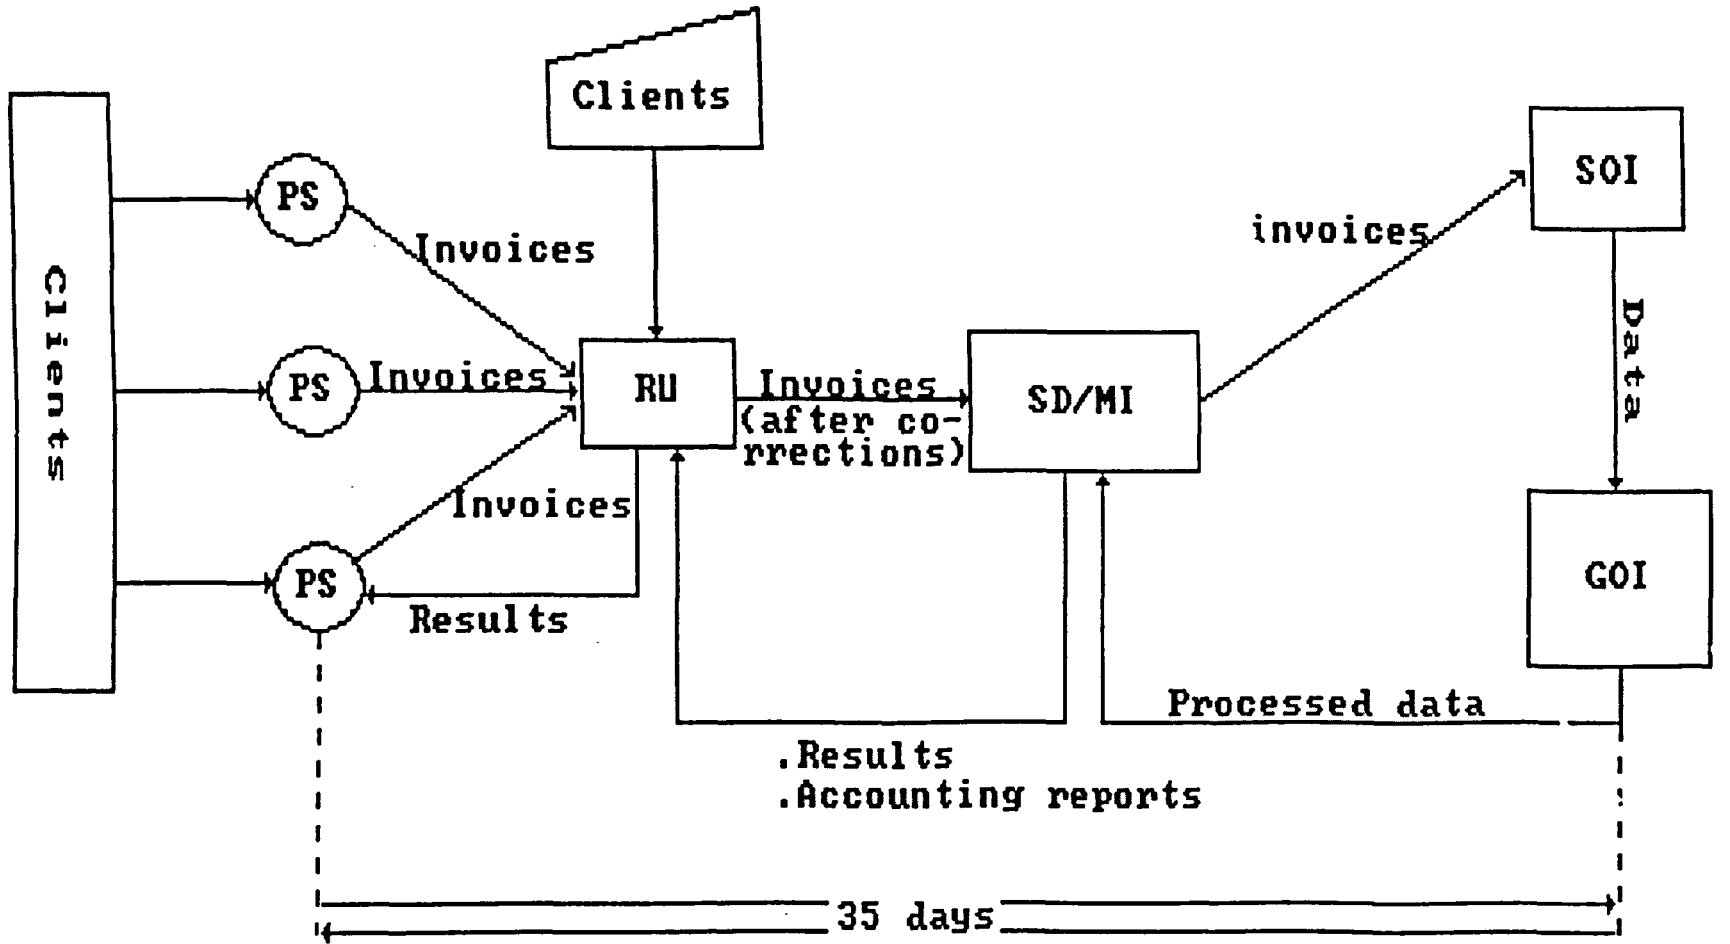 Clients
Clients
PS
Invoices
SOI
invoices
Data
PS
Invoices
RU
Invoices
(after co-
rrections)
SD/MI
Invoices
PS
Results
GOI
Processed data
.Results
.Accounting reports
35 days